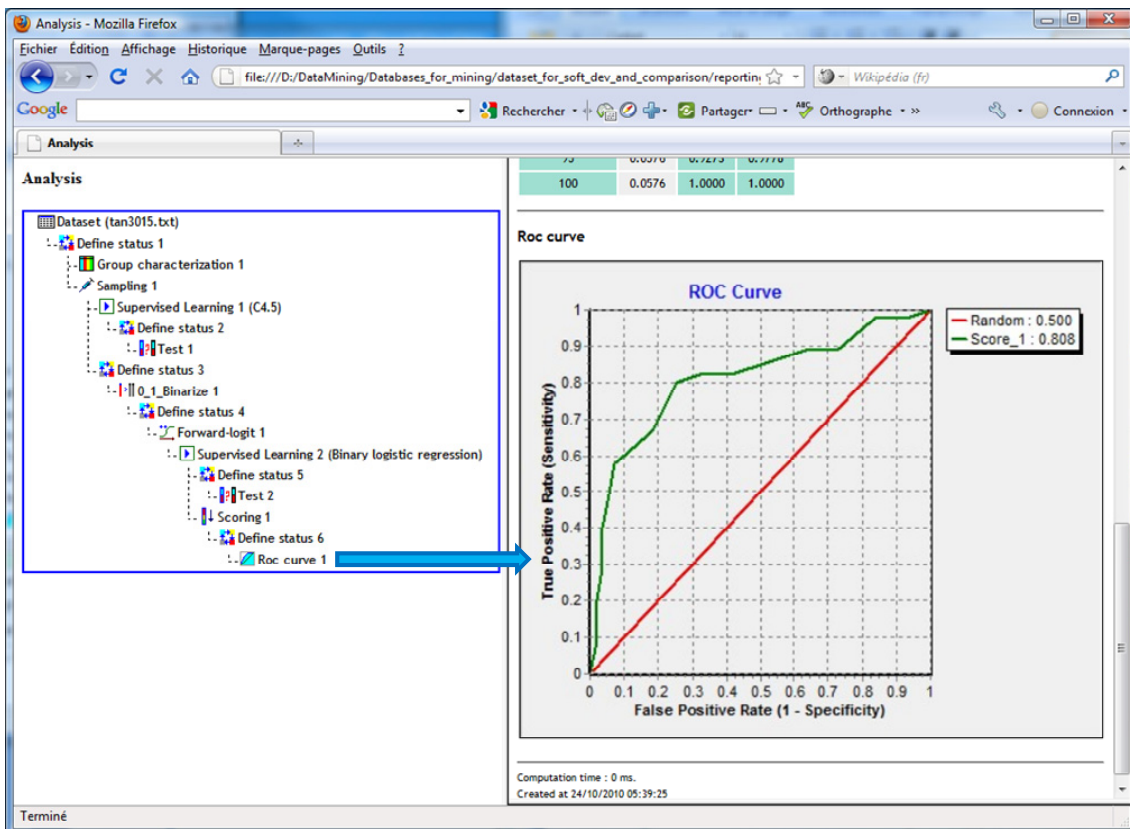 Analysis - Mozilla Firefox
Fichier Édition Affichage Historique Marque-pages Outils ?
file:///D:/DataMining/Databases_for_mining/dataset_for_soft_dev_and_comparison/reporting
Wikipédia (fr)
Google
Rechercher
Partager
Orthographe
Connexion
Analysis
Analysis
Dataset (tan3015.txt)
Define status 1
Group characterization 1
Sampling 1
Supervised Learning 1 (C4.5)
Define status 2
Test 1
Define status 3
0_1_Binarize 1
Define status 4
Forward-logit 1
Supervised Learning 2 (Binary logistic regression)
Define status 5
Test 2
Scoring 1
Define status 6
Roc curve 1
100 0.0576 1.0000 1.0000
Roc curve
ROC Curve
Random : 0.500
Score_1 : 0.808
True Positive Rate (Sensitivity)
1
0.9
0.8
0.7
0.6
0.5
0.4
0.3
0.2
0.1
0
0 0.1 0.2 0.3 0.4 0.5 0.6 0.7 0.8 0.9 1
False Positive Rate (1 - Specificity)
Computation time : 0 ms.
Created at 24/10/2010 05:39:25
Terminé